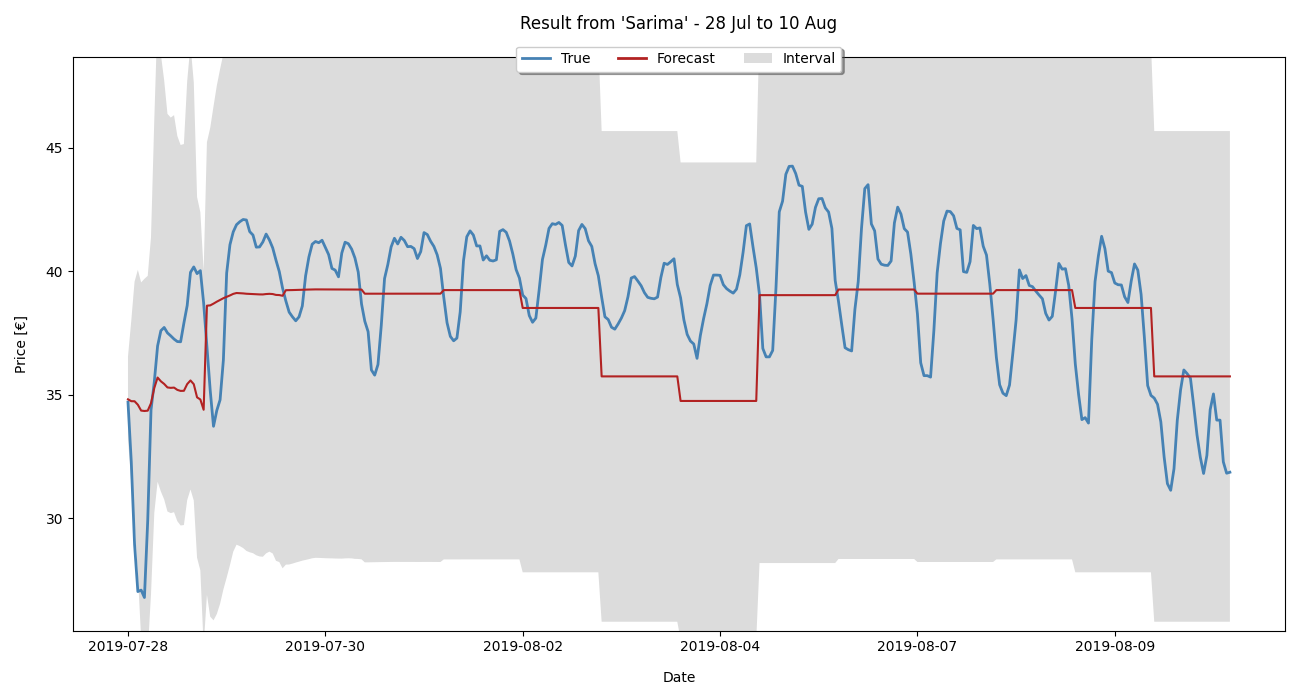 Result from 'Sarima' - 28 Jul to 10 Aug
True Forecast Interval
Price [€]
45
40
35
30
2019-07-28 2019-07-30 2019-08-02 2019-08-04 2019-08-07 2019-08-09
Date